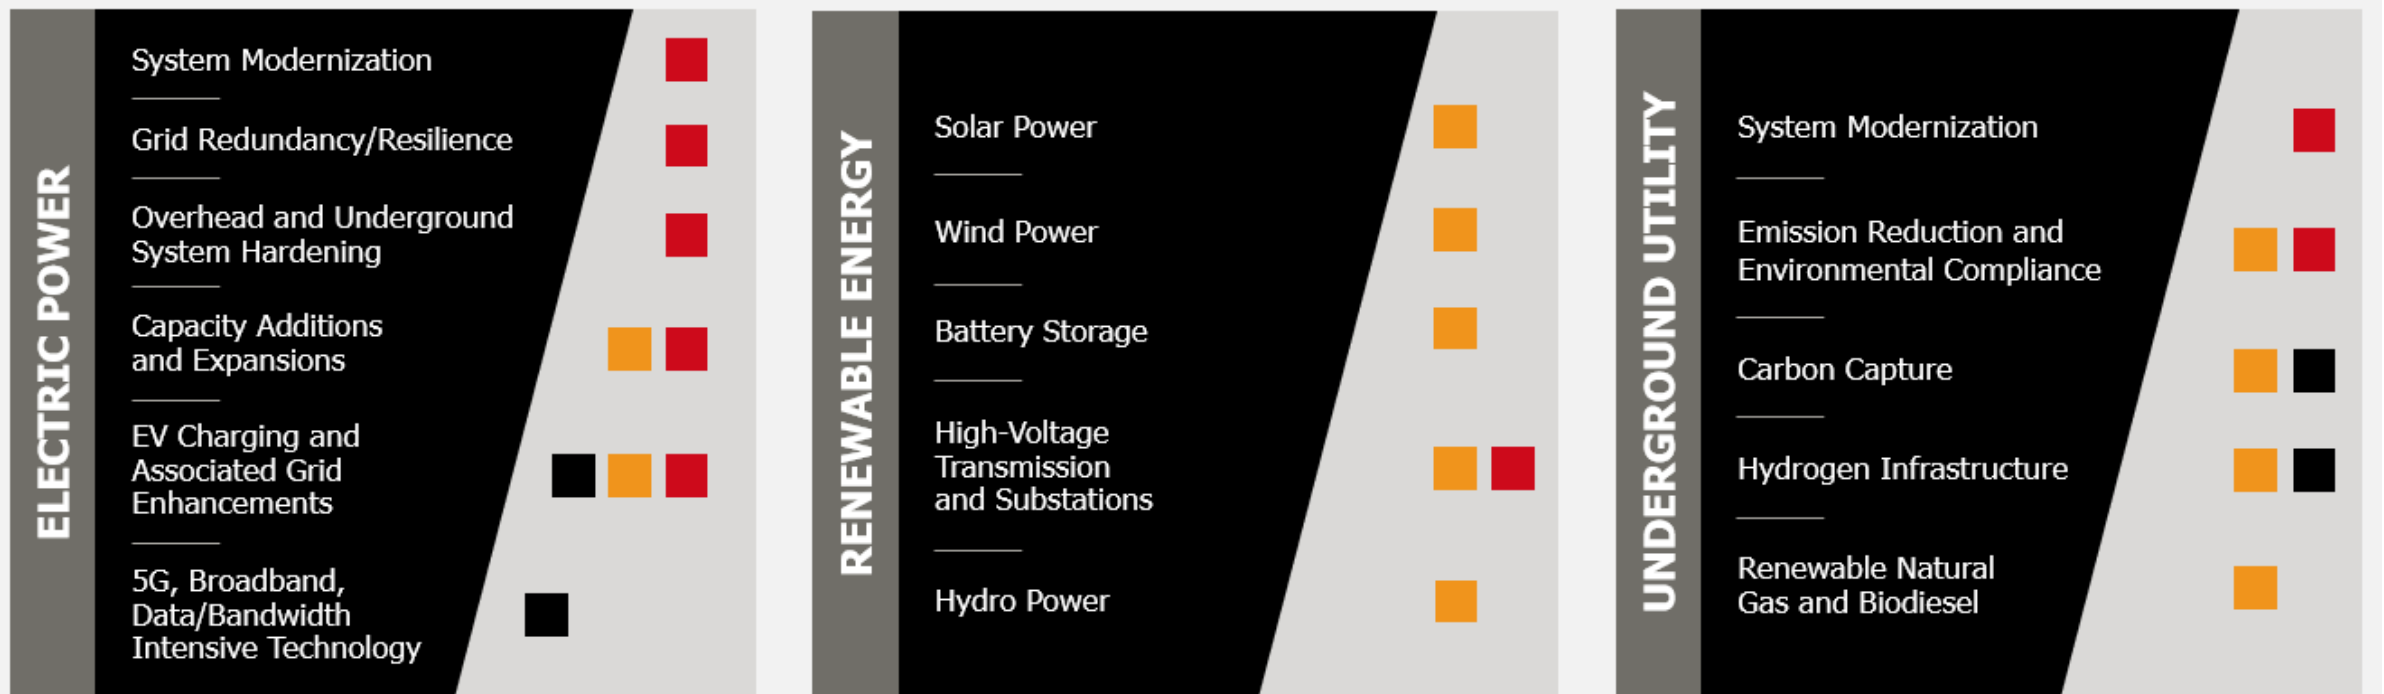 ELECTRIC POWER
System Modernization
Grid Redundancy/Resilience
Overhead and Underground
System Hardening
Capacity Additions
and Expansions
EV Charging and
Associated Grid
Enhancements
5G, Broadband,
Data/Bandwidth
Intensive Technology
RENEWABLE ENERGY
Solar Power
Wind Power
Battery Storage
High-Voltage
Transmission
and Substations
Hydro Power
UNDERGROUND UTILITY
System Modernization
Emission Reduction and
Environmental Compliance
Carbon Capture
Hydrogen Infrastructure
Renewable Natural
Gas and Biodiesel